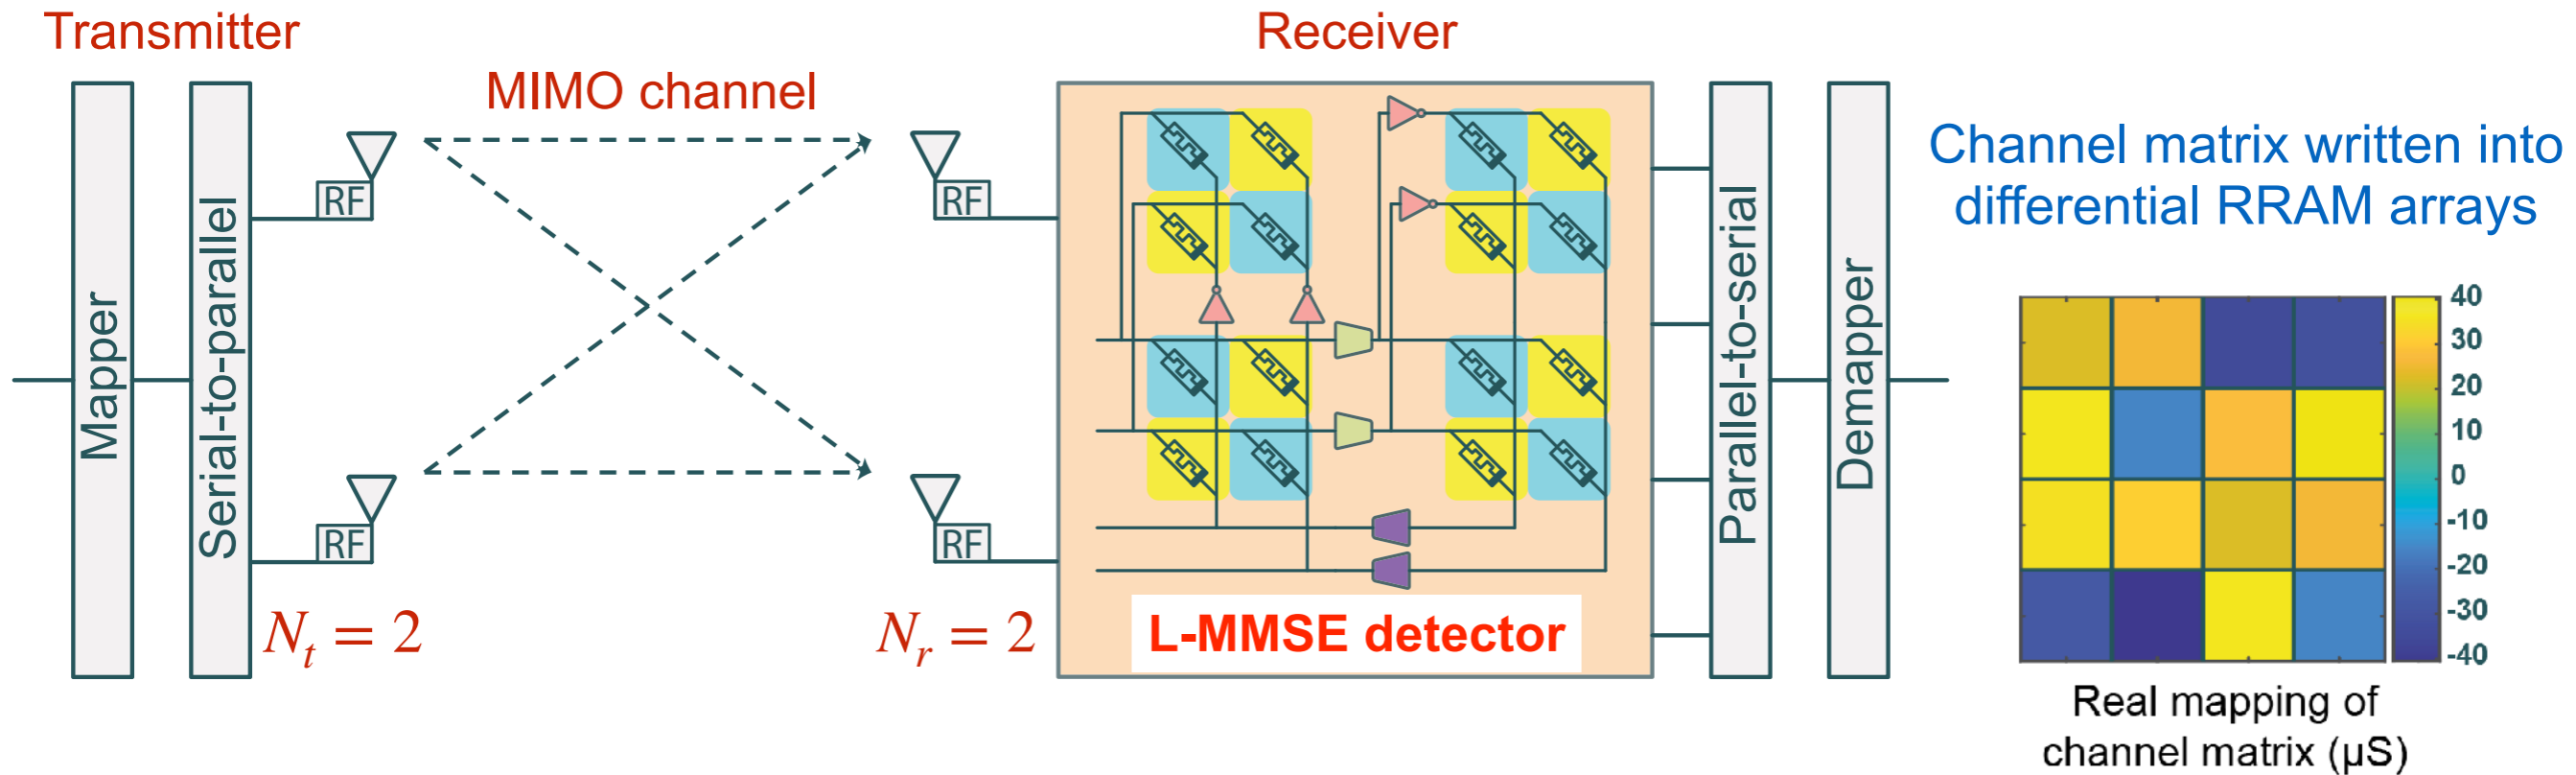 Transmitter
MIMO channel
Receiver
Mapper
Serial-to-parallel
RF
RF
RF
RF
N_t = 2
N_r = 2
L-MMSE detector
Parallel-to-serial
Demapper
Channel matrix written into
differential RRAM arrays
40
30
20
10
0
-10
-20
-30
-40
Real mapping of
channel matrix (µS)